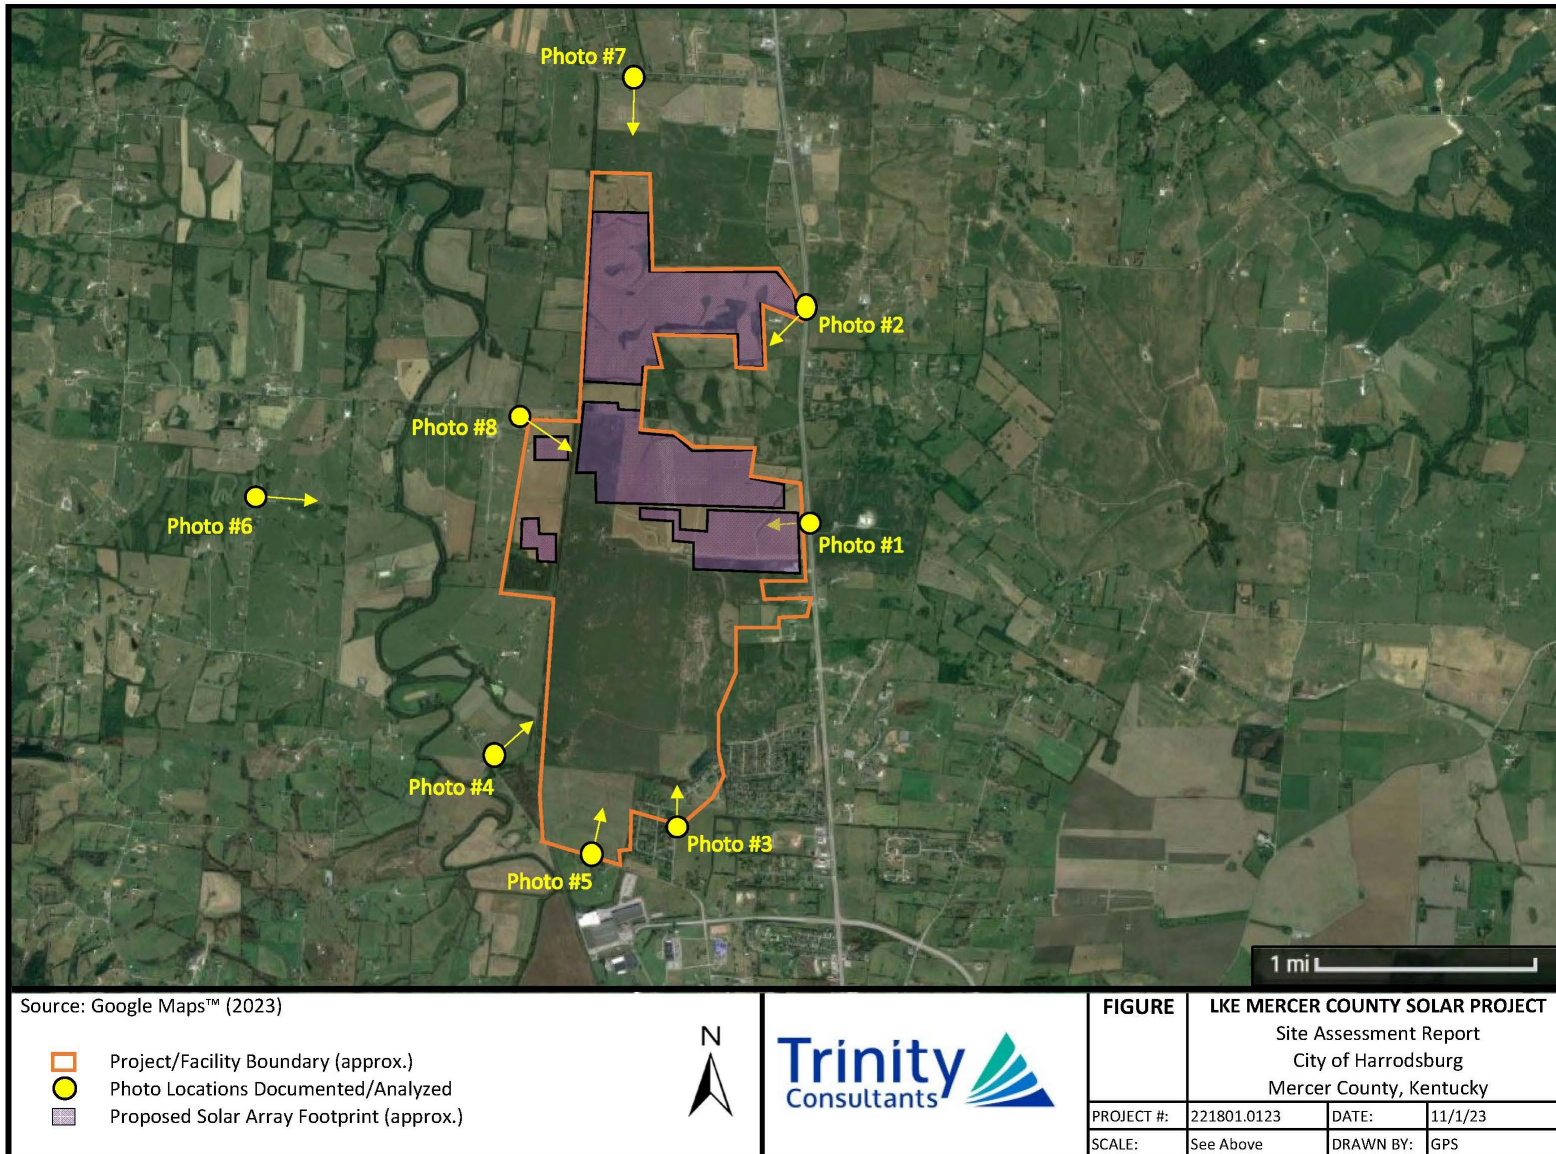 Photo #7
Photo #2
Photo #8
Photo #6
Photo #1
Photo #4
Photo #3
Photo #5
1 mi
Source: Google Maps™ (2023)
Project/Facility Boundary (approx.)
Photo Locations Documented/Analyzed
Proposed Solar Array Footprint (approx.)
N
Trinity
Consultants
FIGURE
LKE MERCER COUNTY SOLAR PROJECT
Site Assessment Report
City of Harrodsburg
Mercer County, Kentucky
PROJECT #: 221801.0123 DATE: 11/1/23
SCALE: See Above DRAWN BY: GPS